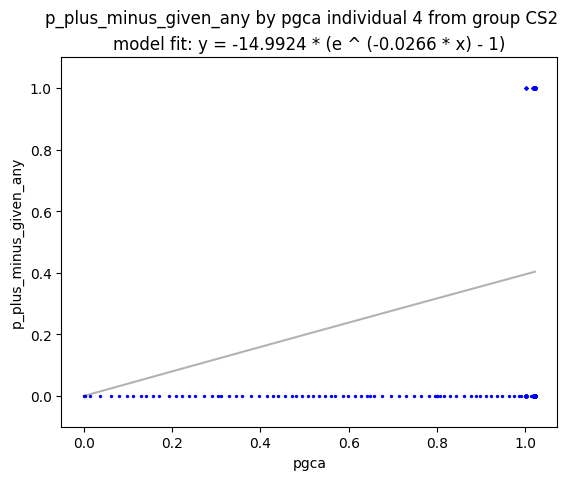 p_plus_minus_given_any by pgca individual 4 from group CS2
model fit: y = -14.9924 * (e ^ (-0.0266 * x) - 1)
1.0
0.8
0.6
0.4
0.2
0.0
p_plus_minus_given_any
0.0 0.2 0.4 0.6 0.8 1.0
pgca